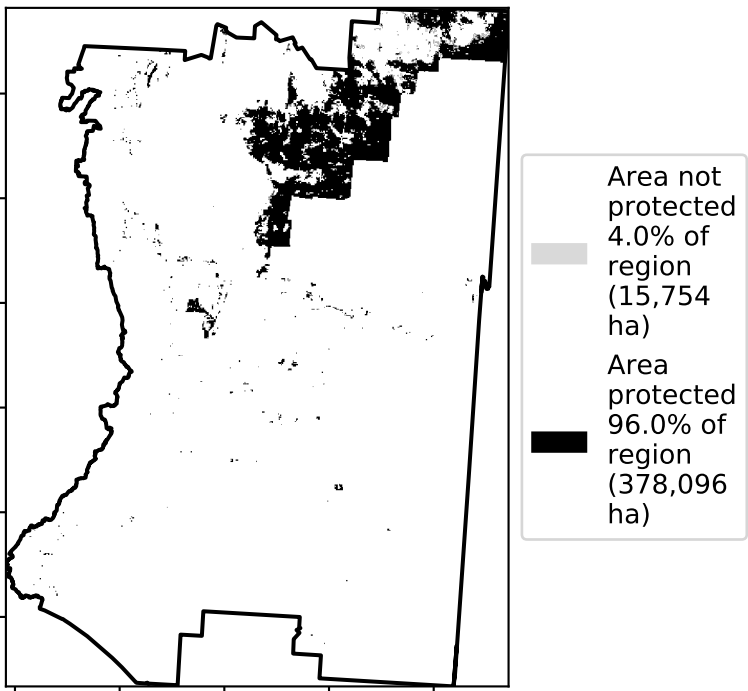 Area not
protected
4.0% of
region
(15,754
ha)
Area
protected
96.0% of
region
(378,096
ha)